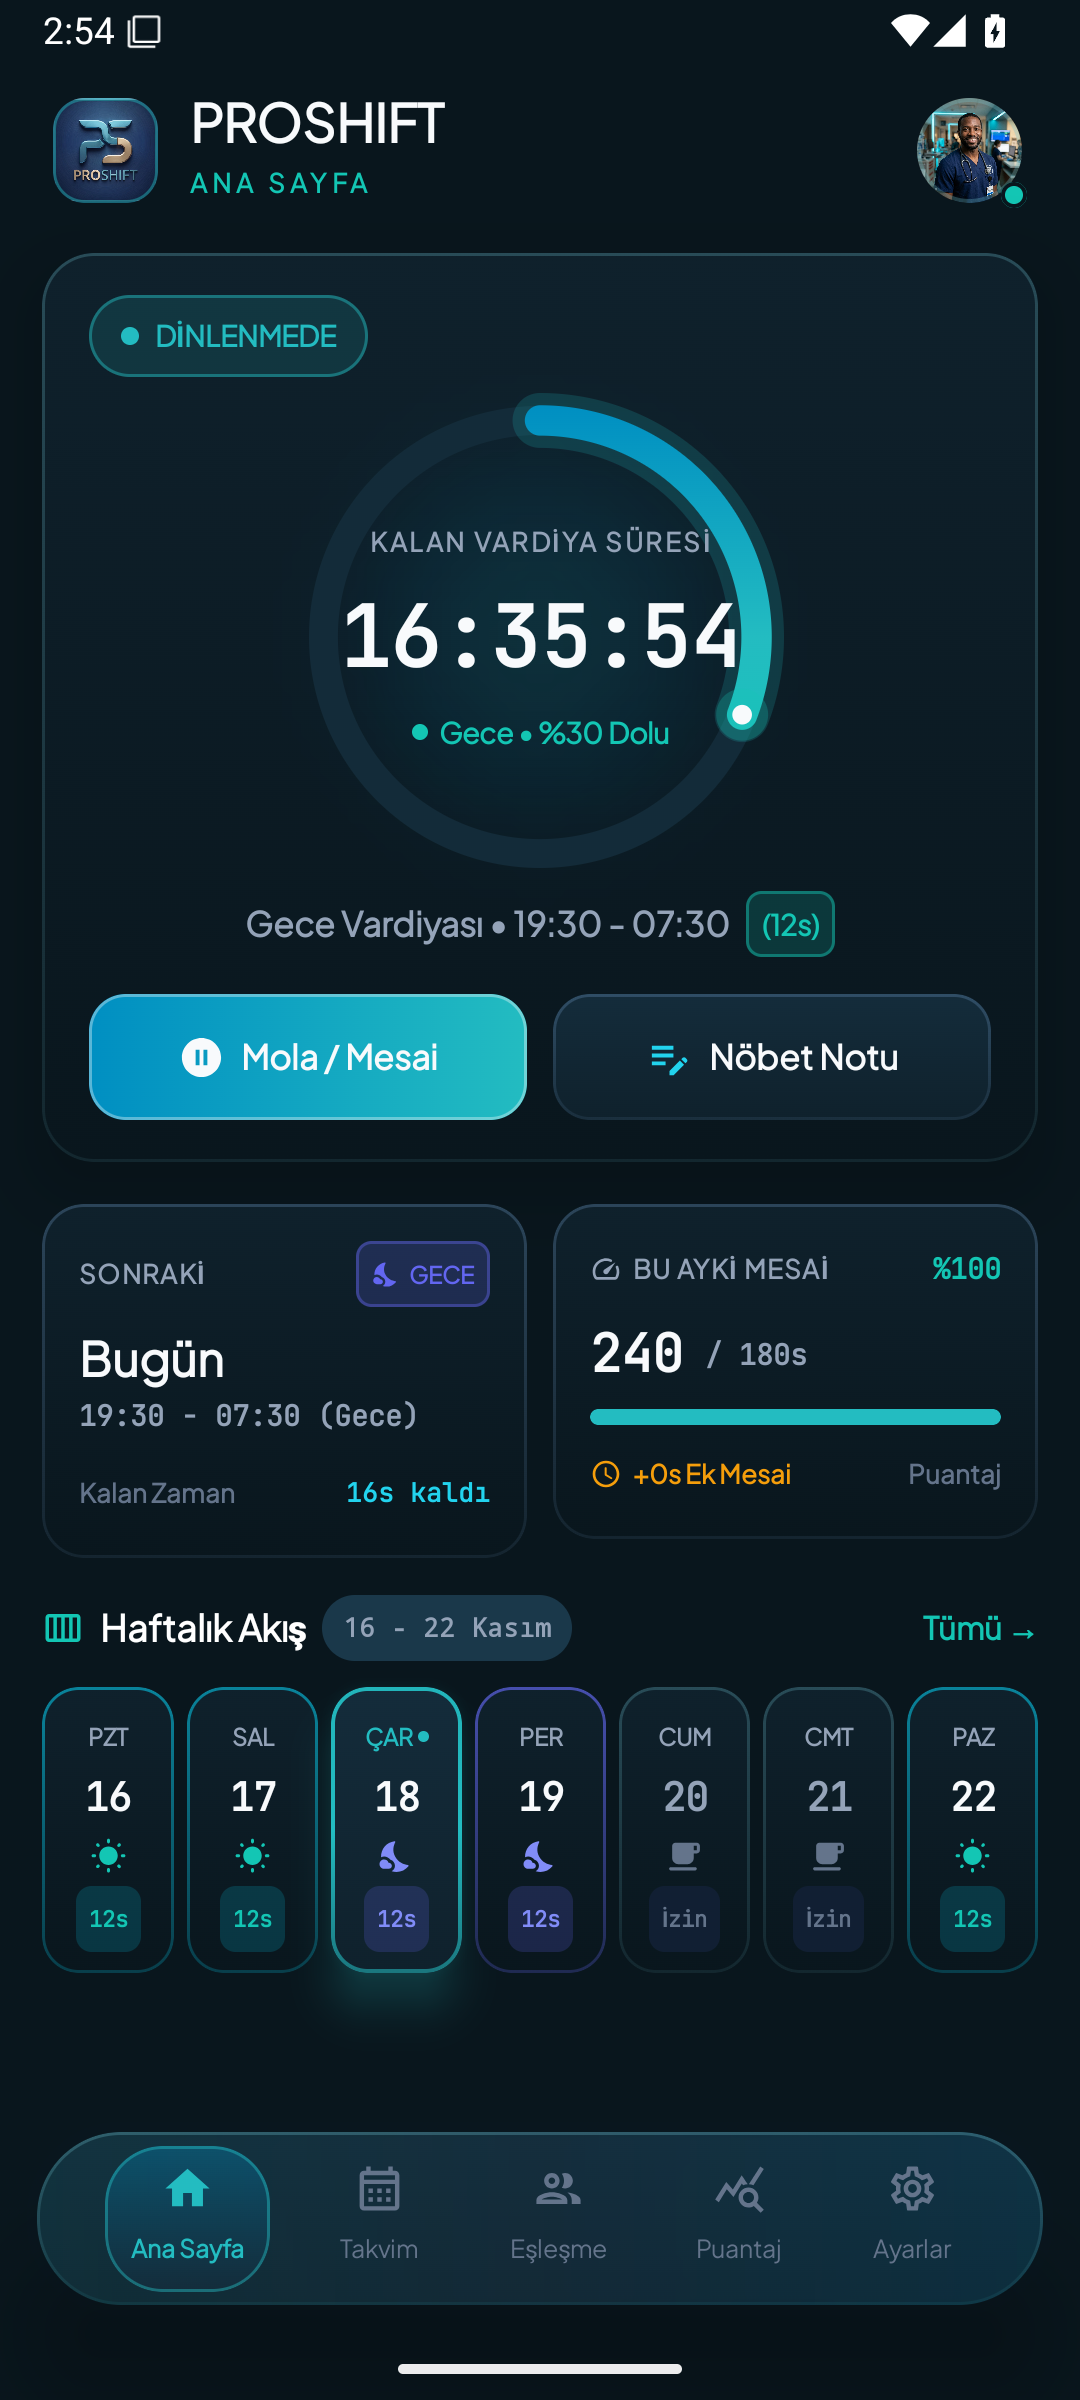 2:54
PROSHIFT
PROSHIFT
ANA SAYFA
DİNLENMEDE
KALAN VARDİYA SÜRESİ
16:35:54
Gece • %30 Dolu
Gece Vardiyası • 19:30 - 07:30 (12s)
Mola / Mesai
Nöbet Notu
SONRAKİ
GECE
Bugün
19:30 - 07:30 (Gece)
Kalan Zaman
16s kaldı
BU AYKİ MESAİ
%100
240 / 180s
+0s Ek Mesai
Puantaj
Haftalık Akış
16 - 22 Kasım
Tümü →
PZT
16
12s
SAL
17
12s
ÇAR
18
12s
PER
19
12s
CUM
20
İzin
CMT
21
İzin
PAZ
22
12s
Ana Sayfa
Takvim
Eşleşme
Puantaj
Ayarlar